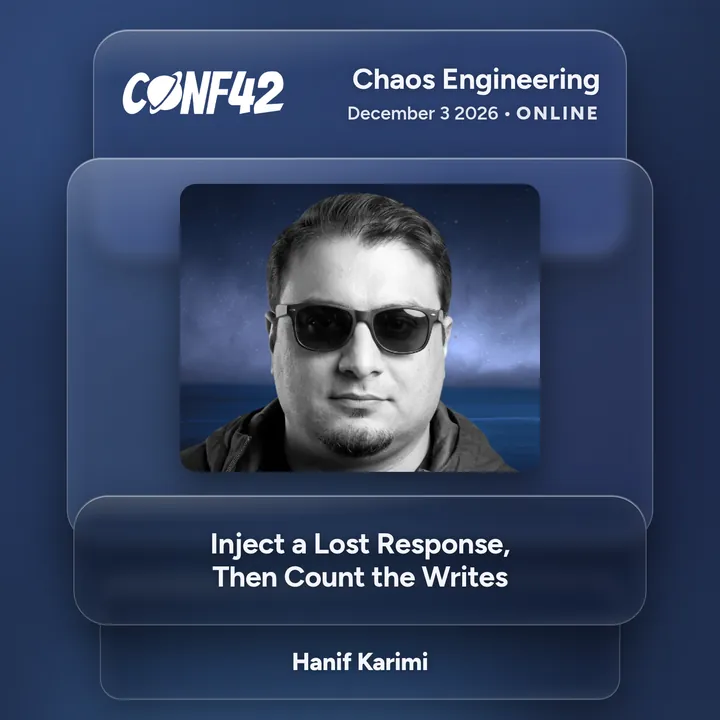 CONF42
Chaos Engineering
December 3 2026 • ONLINE
Inject a Lost Response,
Then Count the Writes
Hanif Karimi